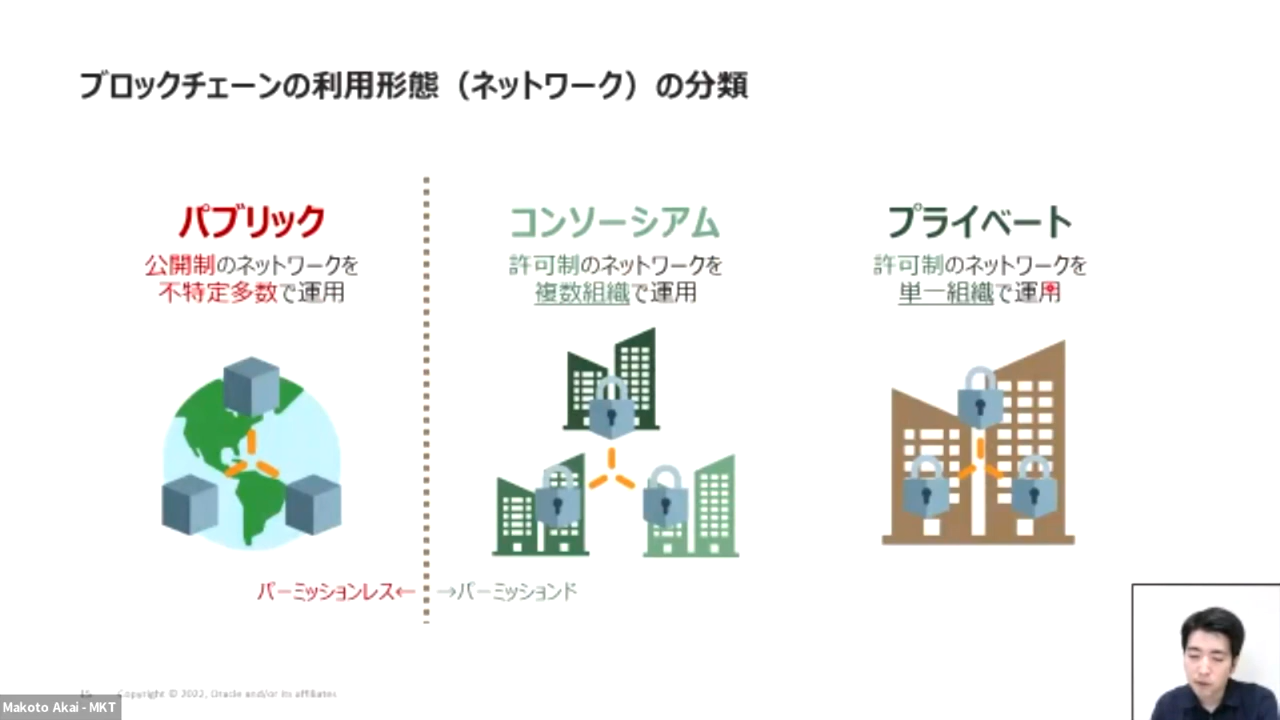 ブロックチェーンの利用形態（ネットワーク）の分類
パブリック
公開制のネットワークを
不特定多数で運用
コンソーシアム
許可制のネットワークを
複数組織で運用
プライベート
許可制のネットワークを
単一組織で運用
パーミッションレス←
→パーミッションド
15 Copyright © 2022, Oracle and/or its affiliates
Makoto Akai - MKT